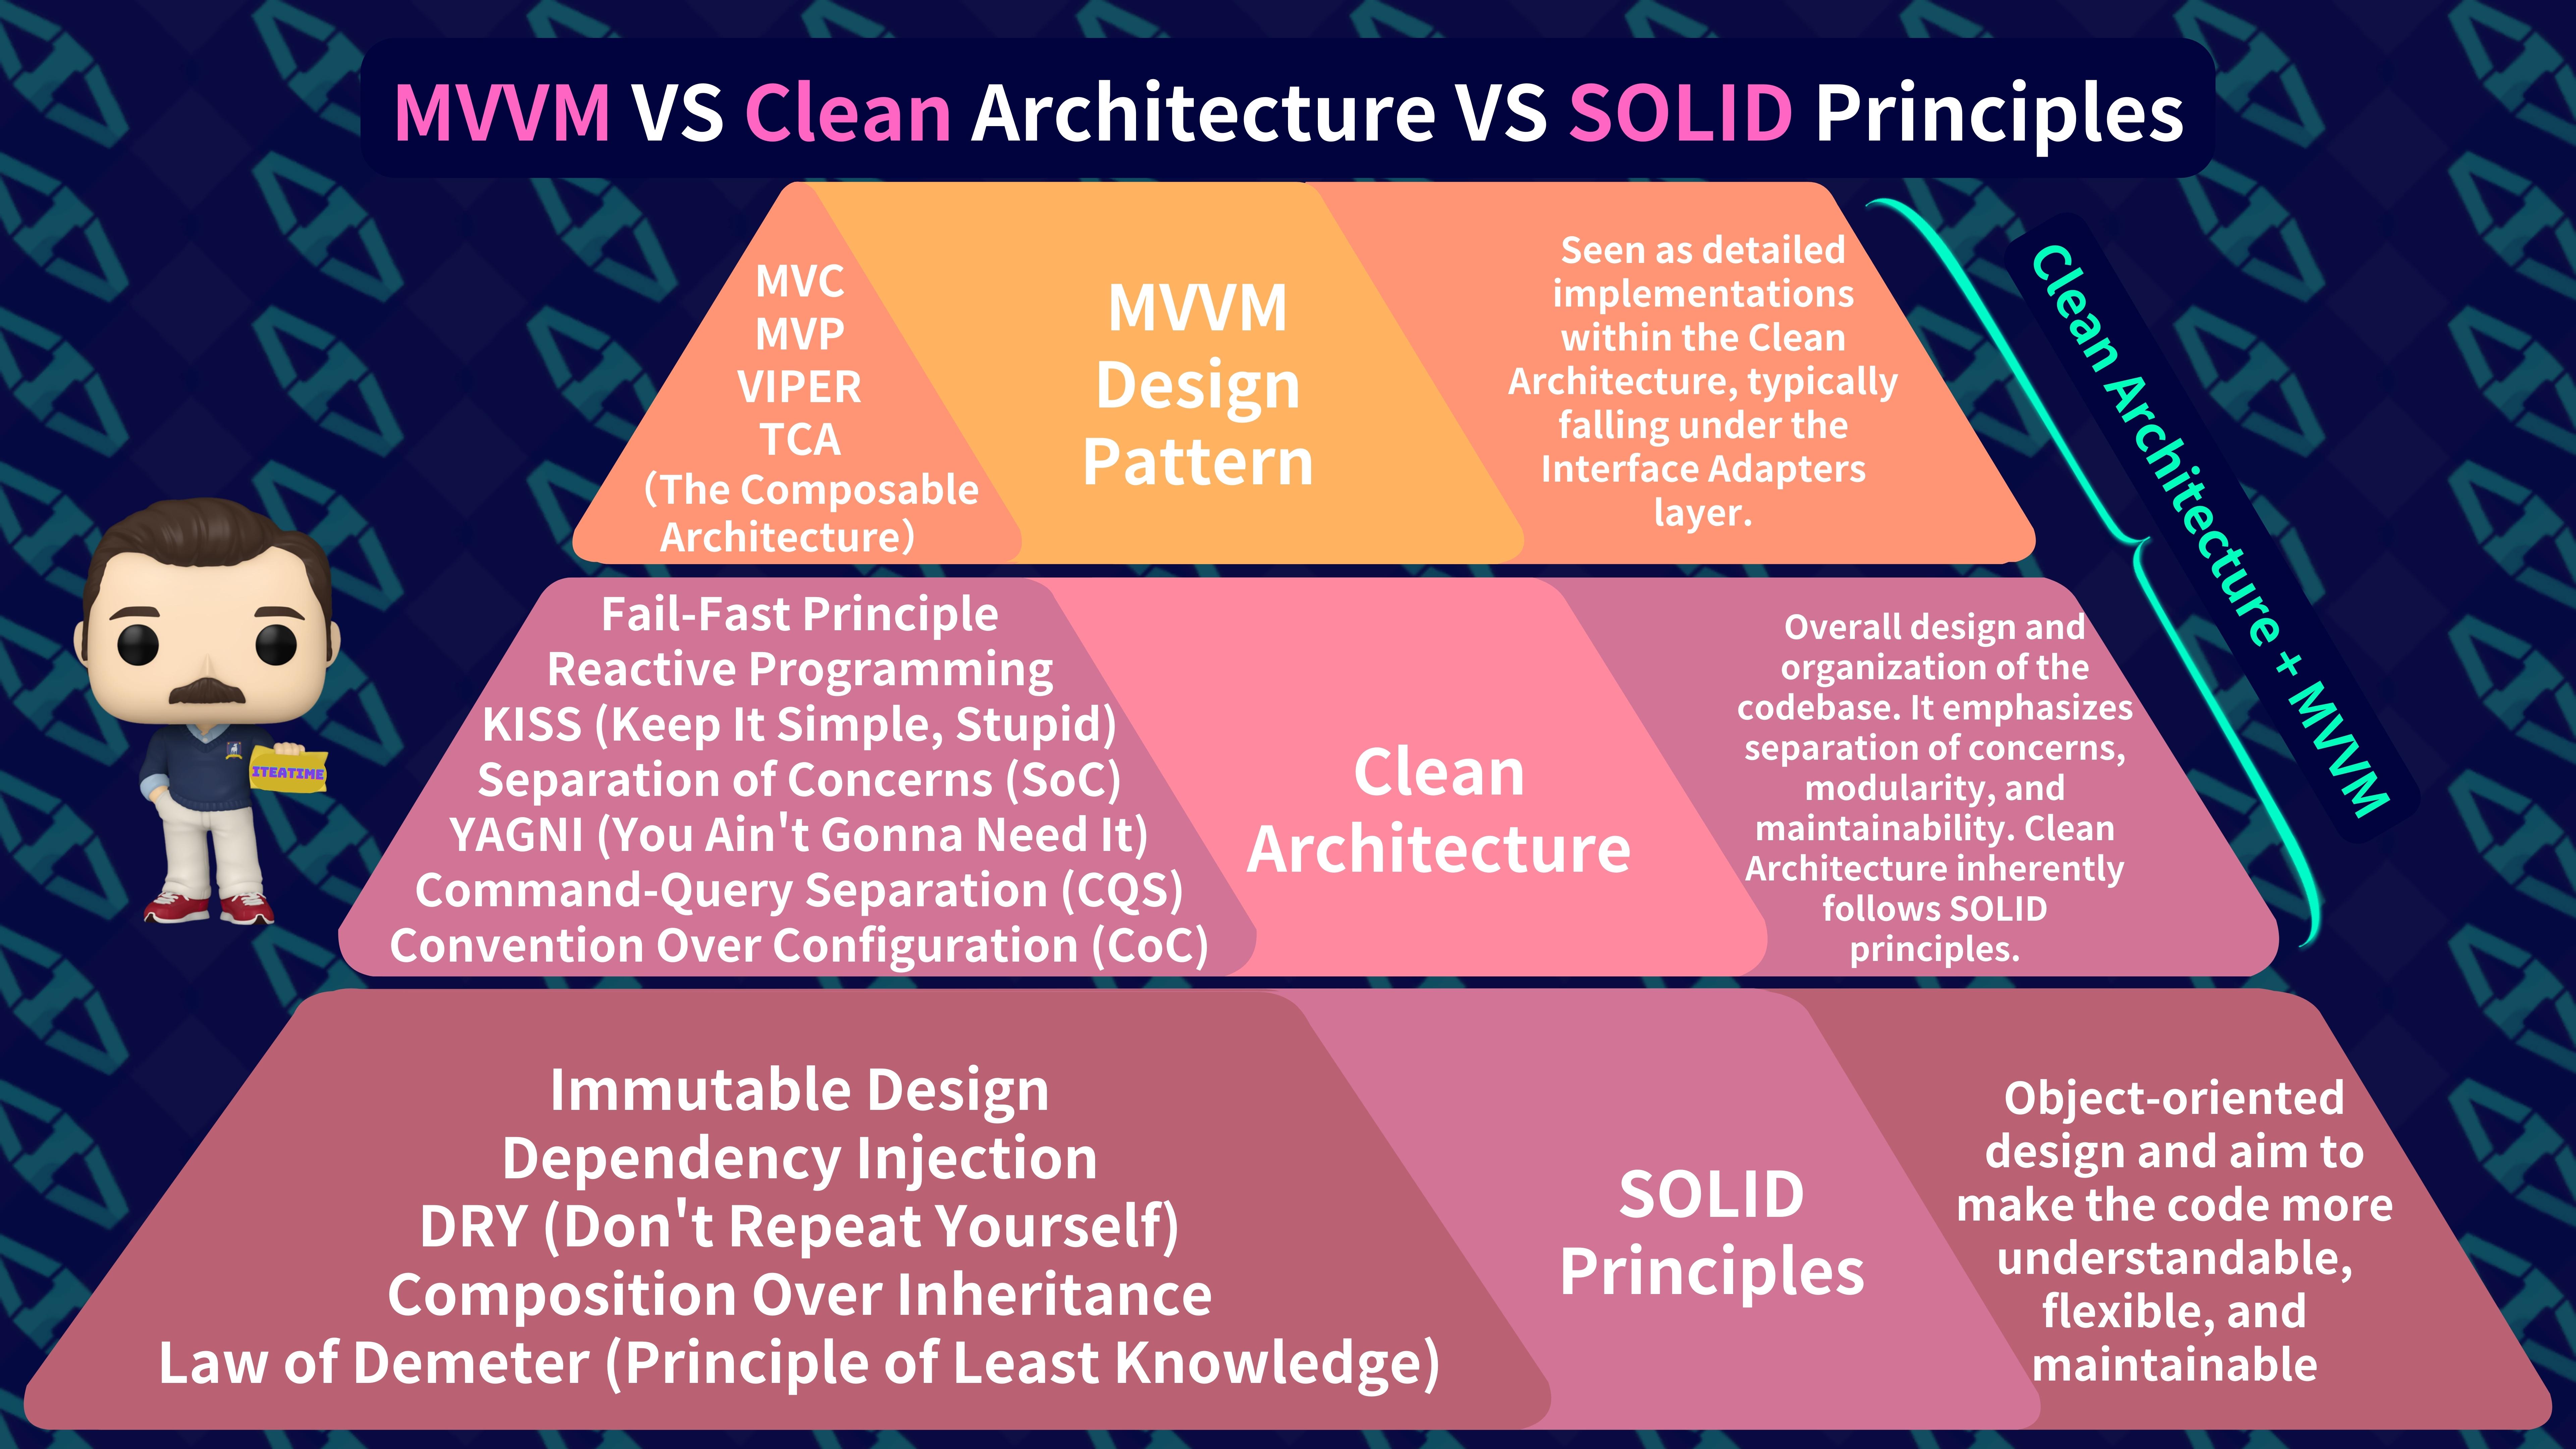 MVVM VS Clean Architecture VS SOLID Principles
MVC
MVP
VIPER
TCA
(The Composable
Architecture)
MVVM
Design
Pattern
Seen as detailed
implementations
within the Clean
Architecture, typically
falling under the
Interface Adapters
layer.
Clean Architecture + MVVM
Fail-Fast Principle
Reactive Programming
KISS (Keep It Simple, Stupid)
Separation of Concerns (SoC)
YAGNI (You Ain't Gonna Need It)
Command-Query Separation (CQS)
Convention Over Configuration (CoC)
Clean
Architecture
Overall design and
organization of the
codebase. It emphasizes
separation of concerns,
modularity, and
maintainability. Clean
Architecture inherently
follows SOLID
principles.
ITEATIME
Immutable Design
Dependency Injection
DRY (Don't Repeat Yourself)
Composition Over Inheritance
Law of Demeter (Principle of Least Knowledge)
SOLID
Principles
Object-oriented
design and aim to
make the code more
understandable,
flexible, and
maintainable